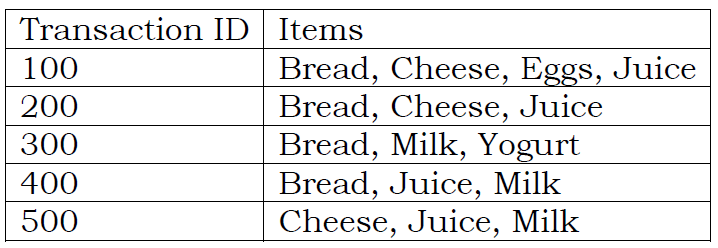 Transaction ID Items
100 Bread, Cheese, Eggs, Juice
200 Bread, Cheese, Juice
300 Bread, Milk, Yogurt
400 Bread, Juice, Milk
500 Cheese, Juice, Milk